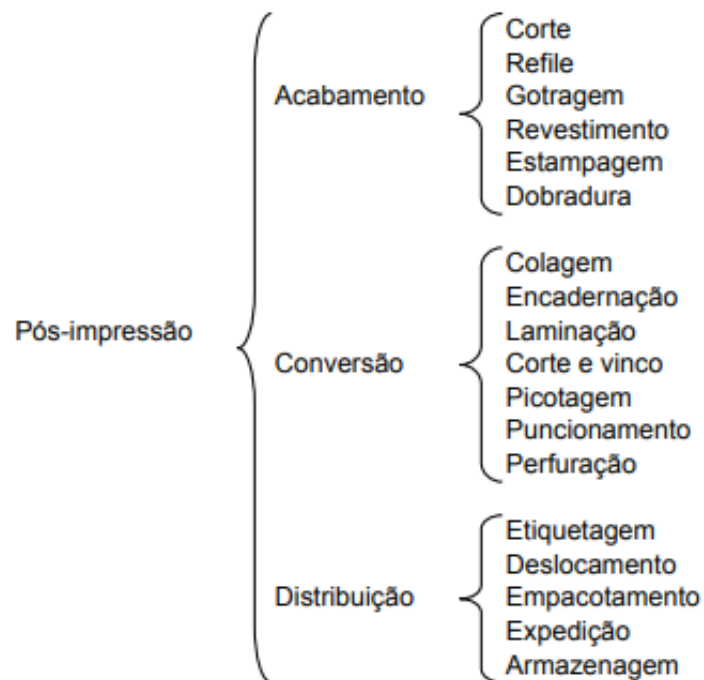 Pós-impressão
Acabamento
Corte
Refile
Gotragem
Revestimento
Estampagem
Dobradura
Conversão
Colagem
Encadernação
Laminação
Corte e vinco
Picotagem
Puncionamento
Perfuração
Distribuição
Etiquetagem
Deslocamento
Empacotamento
Expedição
Armazenagem